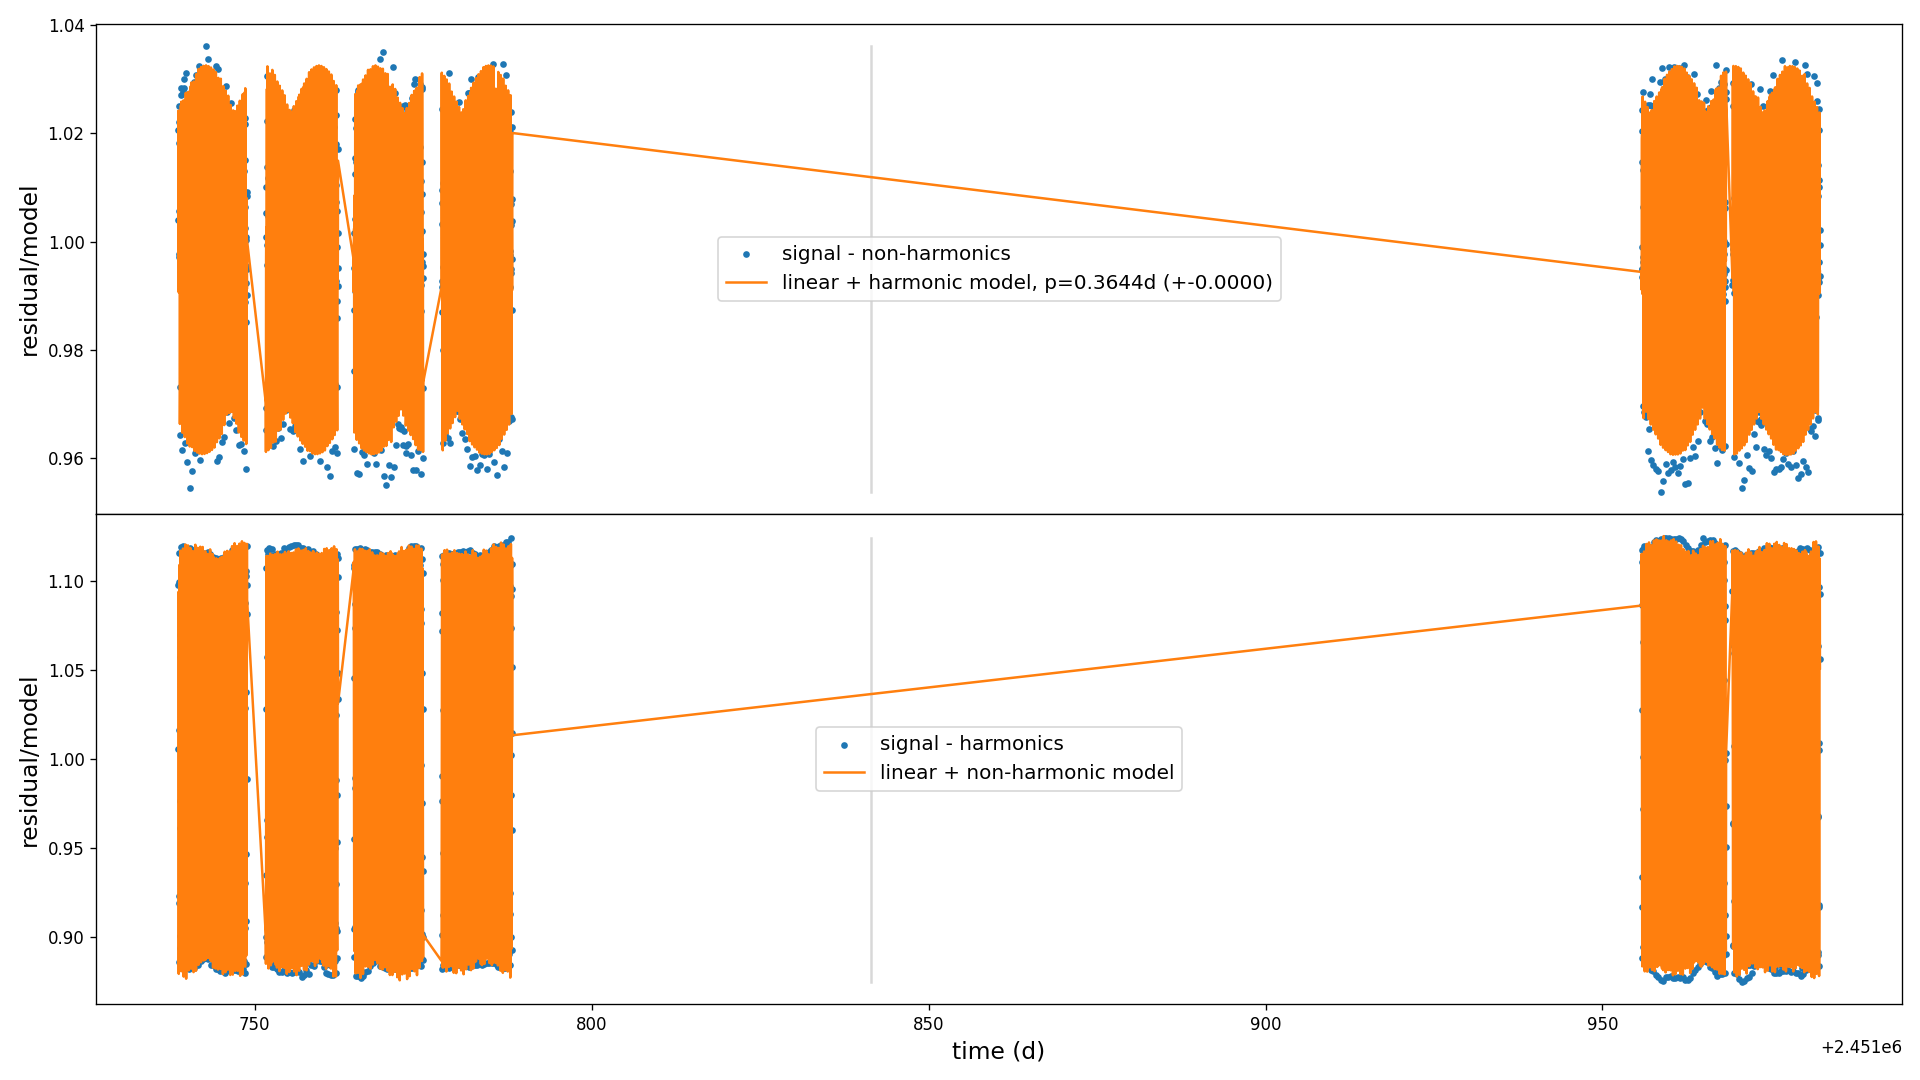 1.04
1.02
1.00
0.98
0.96
residual/model
signal - non-harmonics
linear + harmonic model, p=0.3644d (+-0.0000)
1.10
1.05
1.00
0.95
0.90
residual/model
signal - harmonics
linear + non-harmonic model
750
800
850
900
950
time (d)
+2.451e6